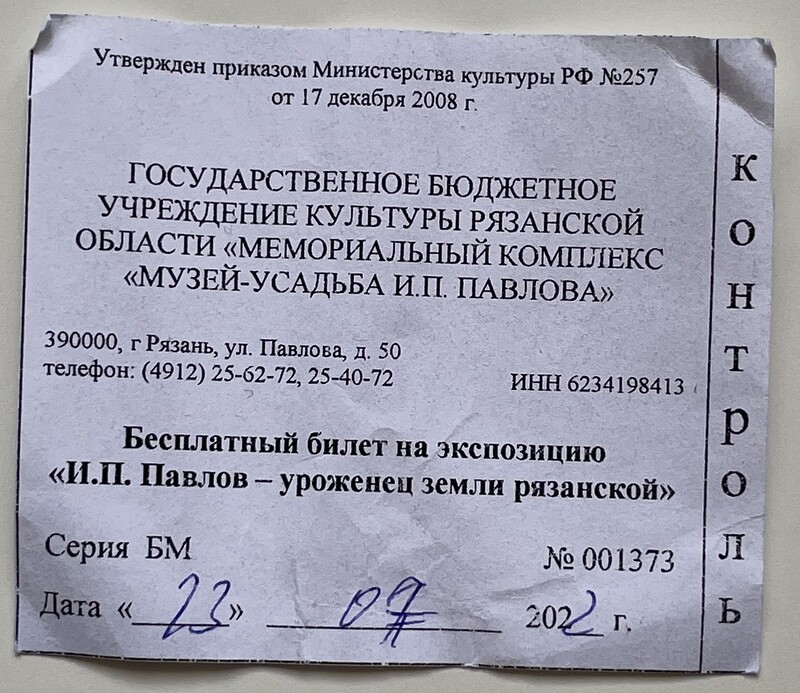 Утвержден приказом Министерства культуры РФ №257
от 17 декабря 2008 г.
ГОСУДАРСТВЕННОЕ БЮДЖЕТНОЕ
УЧРЕЖДЕНИЕ КУЛЬТУРЫ РЯЗАНСКОЙ
ОБЛАСТИ «МЕМОРИАЛЬНЫЙ КОМПЛЕКС
«МУЗЕЙ-УСАДЬБА И.П. ПАВЛОВА»
390000, г Рязань, ул. Павлова, д. 50
телефон: (4912) 25-62-72, 25-40-72
ИНН 6234198413
Бесплатный билет на экспозицию
«И.П. Павлов – уроженец земли рязанской»
Серия БМ № 001373
Дата «23» 07 2022 г.
КОНТРОЛЬ